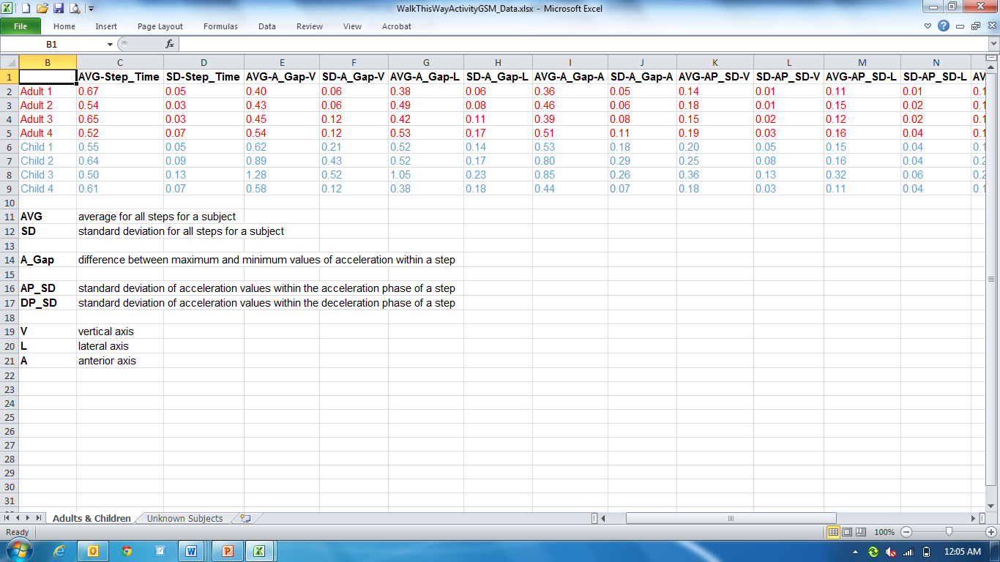 WalkThisWayActivityGSM_Data.xlsx - Microsoft Excel
File Home Insert Page Layout Formulas Data Review View Acrobat
B1 fx
B C D E F G H I J K L M N
1 AVG-Step_Time SD-Step_Time AVG-A_Gap-V SD-A_Gap-V AVG-A_Gap-L SD-A_Gap-L AVG-A_Gap-A SD-A_Gap-A AVG-AP_SD-V SD-AP_SD-V AVG-AP_SD-L SD-AP_SD-L AV
2 Adult 1 0.67 0.05 0.40 0.06 0.38 0.06 0.36 0.05 0.14 0.01 0.11 0.01 0.1
3 Adult 2 0.54 0.03 0.43 0.06 0.49 0.08 0.46 0.06 0.18 0.01 0.15 0.02 0.1
4 Adult 3 0.65 0.03 0.45 0.12 0.42 0.11 0.39 0.08 0.15 0.02 0.12 0.02 0.1
5 Adult 4 0.52 0.07 0.54 0.12 0.53 0.17 0.51 0.11 0.19 0.03 0.16 0.04 0.1
6 Child 1 0.55 0.05 0.62 0.21 0.52 0.14 0.53 0.18 0.20 0.05 0.15 0.04 0.1
7 Child 2 0.64 0.09 0.89 0.43 0.52 0.17 0.80 0.29 0.25 0.08 0.16 0.04 0.2
8 Child 3 0.50 0.13 1.28 0.52 1.05 0.23 0.85 0.26 0.36 0.13 0.32 0.06 0.2
9 Child 4 0.61 0.07 0.58 0.12 0.38 0.18 0.44 0.07 0.18 0.03 0.11 0.04 0.1
10
11 AVG average for all steps for a subject
12 SD standard deviation for all steps for a subject
13
14 A_Gap difference between maximum and minimum values of acceleration within a step
15
16 AP_SD standard deviation of acceleration values within the acceleration phase of a step
17 DP_SD standard deviation of acceleration values within the deceleration phase of a step
18
19 V vertical axis
20 L lateral axis
21 A anterior axis
22
23
24
25
26
27
28
29
30
31
Adults & Children Unknown Subjects
Ready 100%
12:05 AM